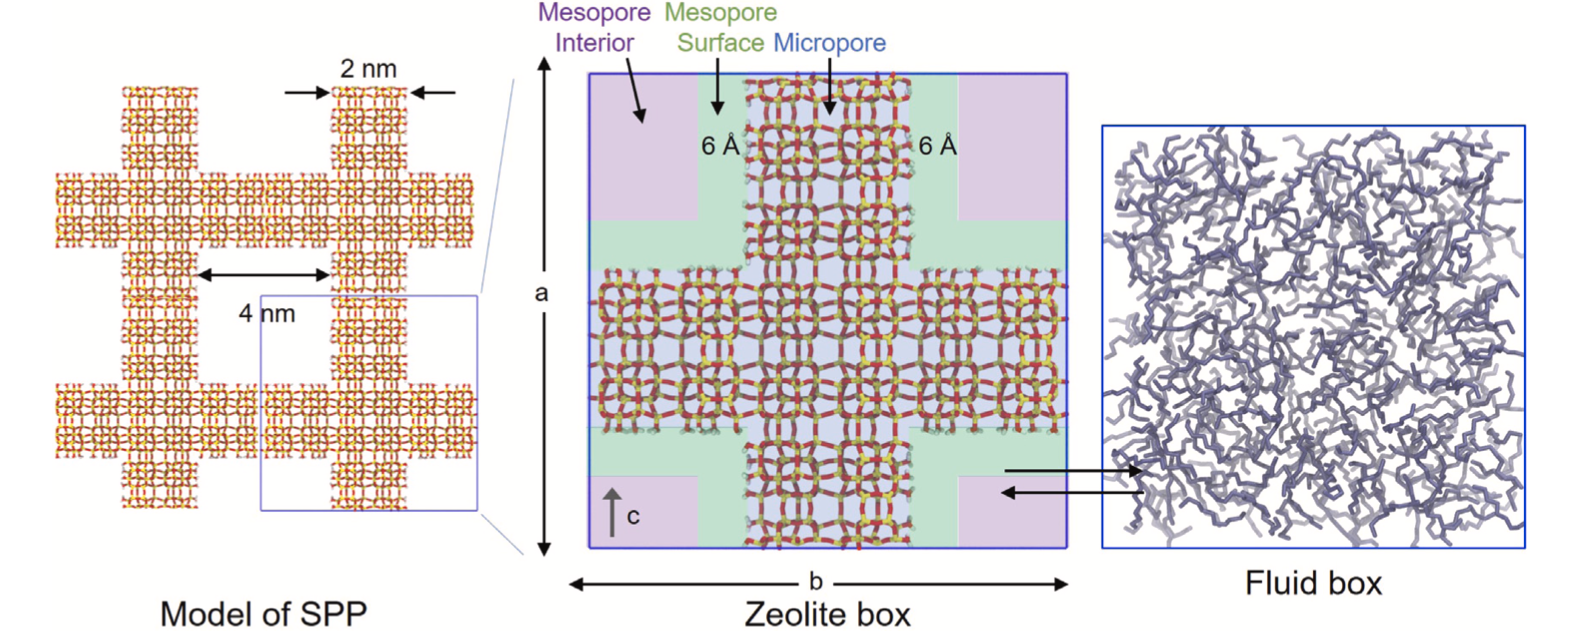 Mesopore Interior
Mesopore Surface
Micropore
2 nm
4 nm
6 Å
6 Å
a
c
b
Model of SPP
Zeolite box
Fluid box